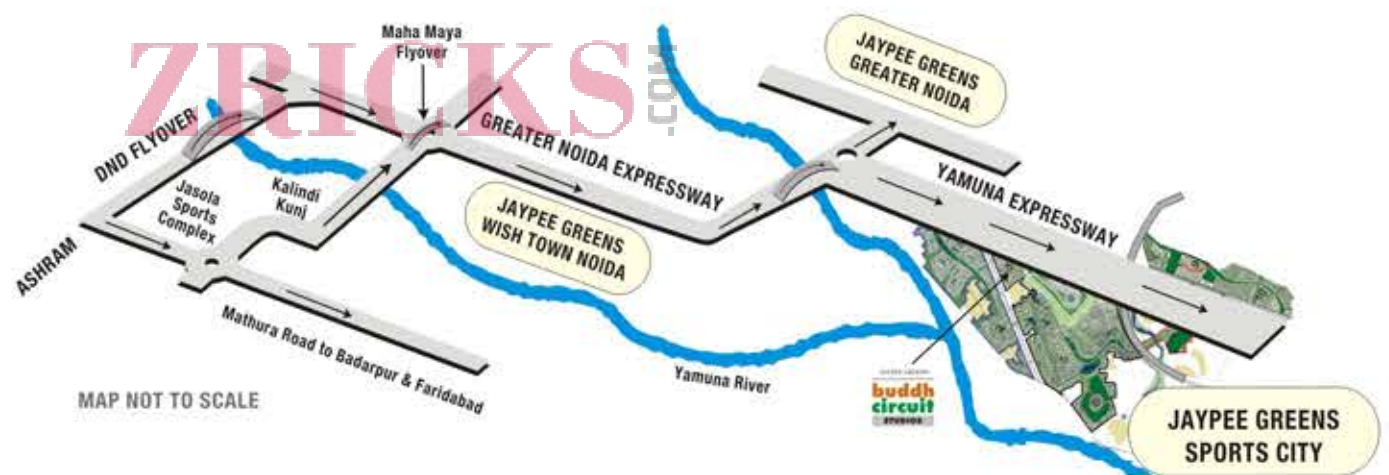 ZRICKS
.COM
Maha Maya
Flyover
JAYPEE GREENS
GREATER NOIDA
DND FLYOVER
GREATER NOIDA EXPRESSWAY
YAMUNA EXPRESSWAY
Jasola
Sports
Complex
Kalindi
Kunj
JAYPEE GREENS
WISH TOWN NOIDA
ASHRAM
Mathura Road to Badarpur & Faridabad
Yamuna River
MAP NOT TO SCALE
buddh
circuit
STUDIOS
JAYPEE GREENS
SPORTS CITY